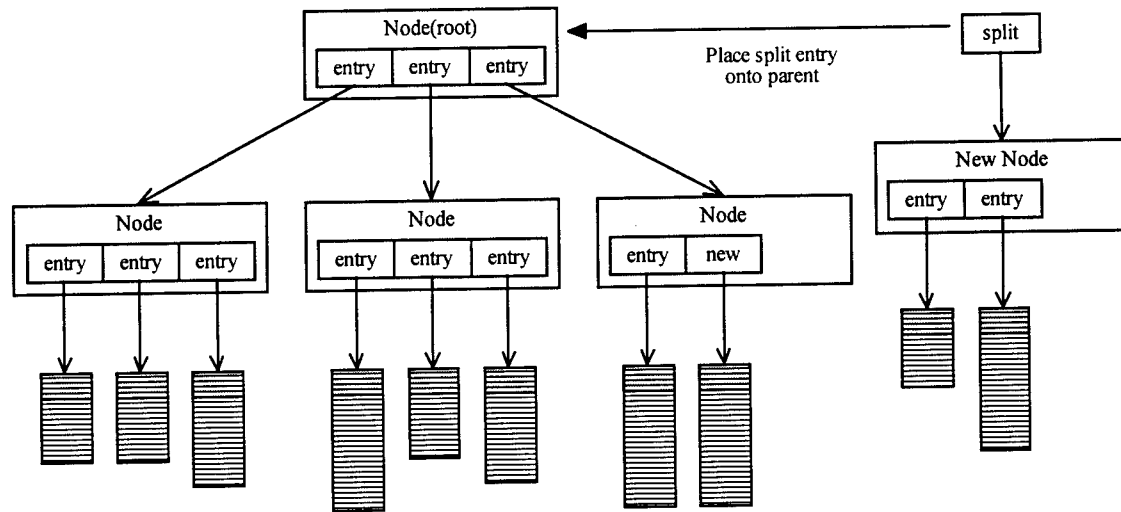 Node(root)
entry entry entry
Place split entry
onto parent
split
New Node
entry entry
Node
entry entry entry
Node
entry entry entry
Node
entry new